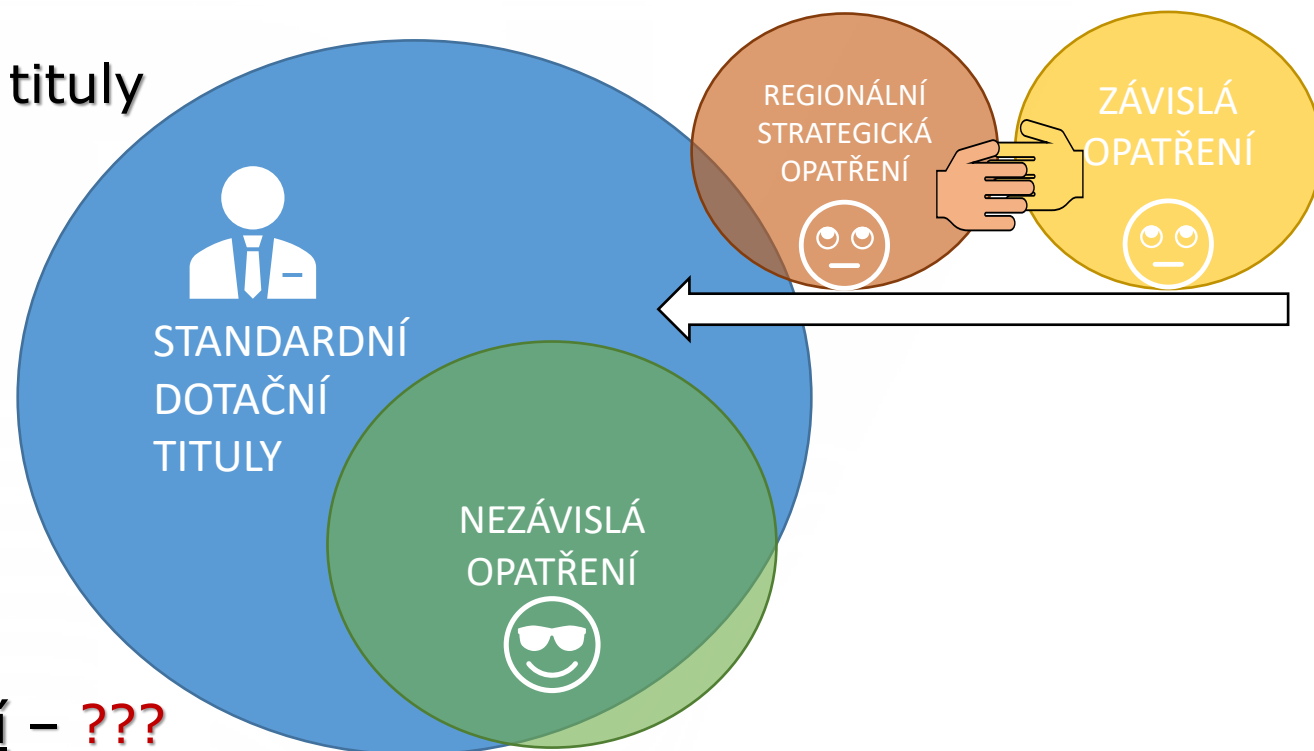 tituly
REGIONÁLNÍ
STRATEGICKÁ
OPATŘENÍ
ZÁVISLÁ
OPATŘENÍ
STANDARDNÍ
DOTAČNÍ
TITULY
NEZÁVISLÁ
OPATŘENÍ
í – ???